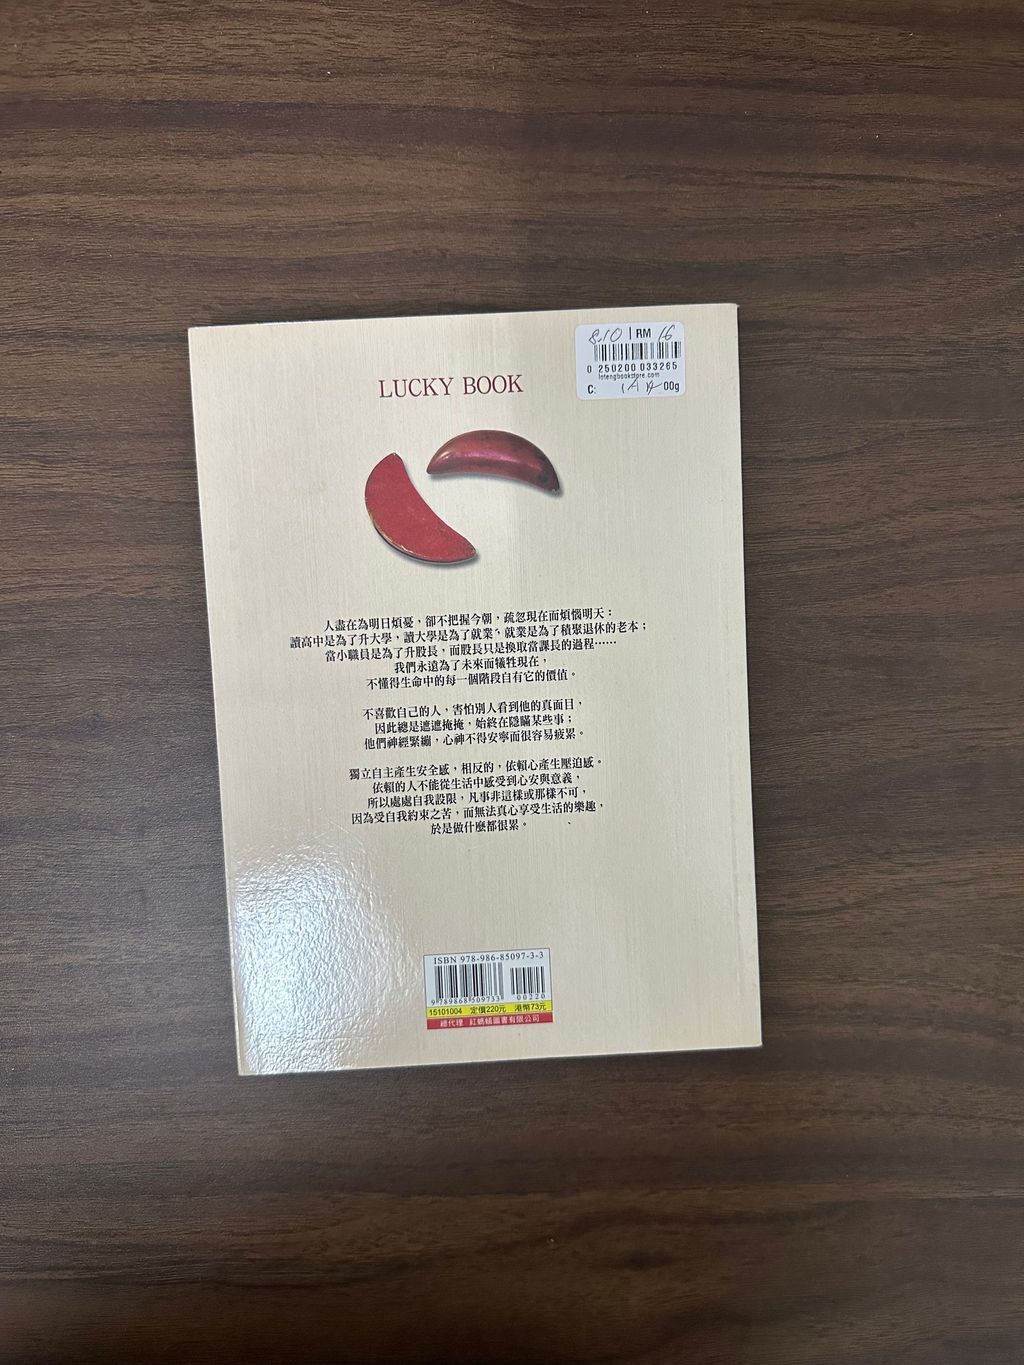 8.10 | RM 16
0 250200 033265
lotengbookstore.com
C: 00g
LUCKY BOOK
人盡在為明日煩憂，卻不把握今朝，疏忽現在而煩惱明天；
讀高中是為了升大學，讀大學是為了就業，就業是為了積聚退休的老本；
當小職員是為了升股長，而股長只是換取當課長的過程……
我們永遠為了未來而犧牲現在，
不懂得生命中的每一個階段自有它的價值。
不喜歡自己的人，害怕別人看到他的真面目，
因此總是遮遮掩掩，始終在隱瞞某些事；
他們神經緊繃，心神不得安寧而很容易疲累。
獨立自主產生安全感，相反的，依賴心產生壓迫感。
依賴的人不能從生活中感受到心安與意義，
所以處處自我設限，凡事非這樣或那樣不可，
因為受自我約束之苦，而無法真心享受生活的樂趣，
於是做什麼都很累。
ISBN 978-986-85097-3-3
9 789868 509733 00220
15101004 定價220元 港幣73元
總代理 紅螞蟻圖書有限公司